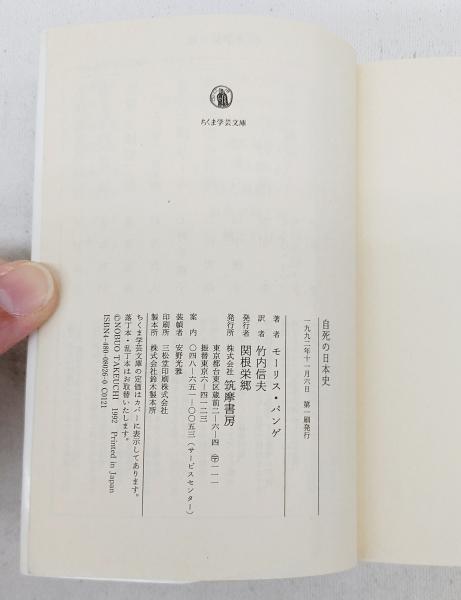 ちくま学芸文庫
自死の日本史
一九九二年十一月六日　第一刷発行
著者　モーリス・パンゲ
訳者　竹内信夫
発行者　関根栄郷
発行所　株式会社　筑摩書房
東京都台東区蔵前二―六―四　〒一一一
振替東京六―四一二三
案内　〇四八―六五一―〇〇五三（サービスセンター）
装幀者　安野光雅
印刷所　三松堂印刷株式会社
製本所　株式会社鈴木製本所
ちくま学芸文庫の定価はカバーに表示してあります。
落丁本・乱丁本はお取替いたします。
©NOBUO TAKEUCHI 1992 Printed in Japan
ISBN4-480-08026-0 C0121